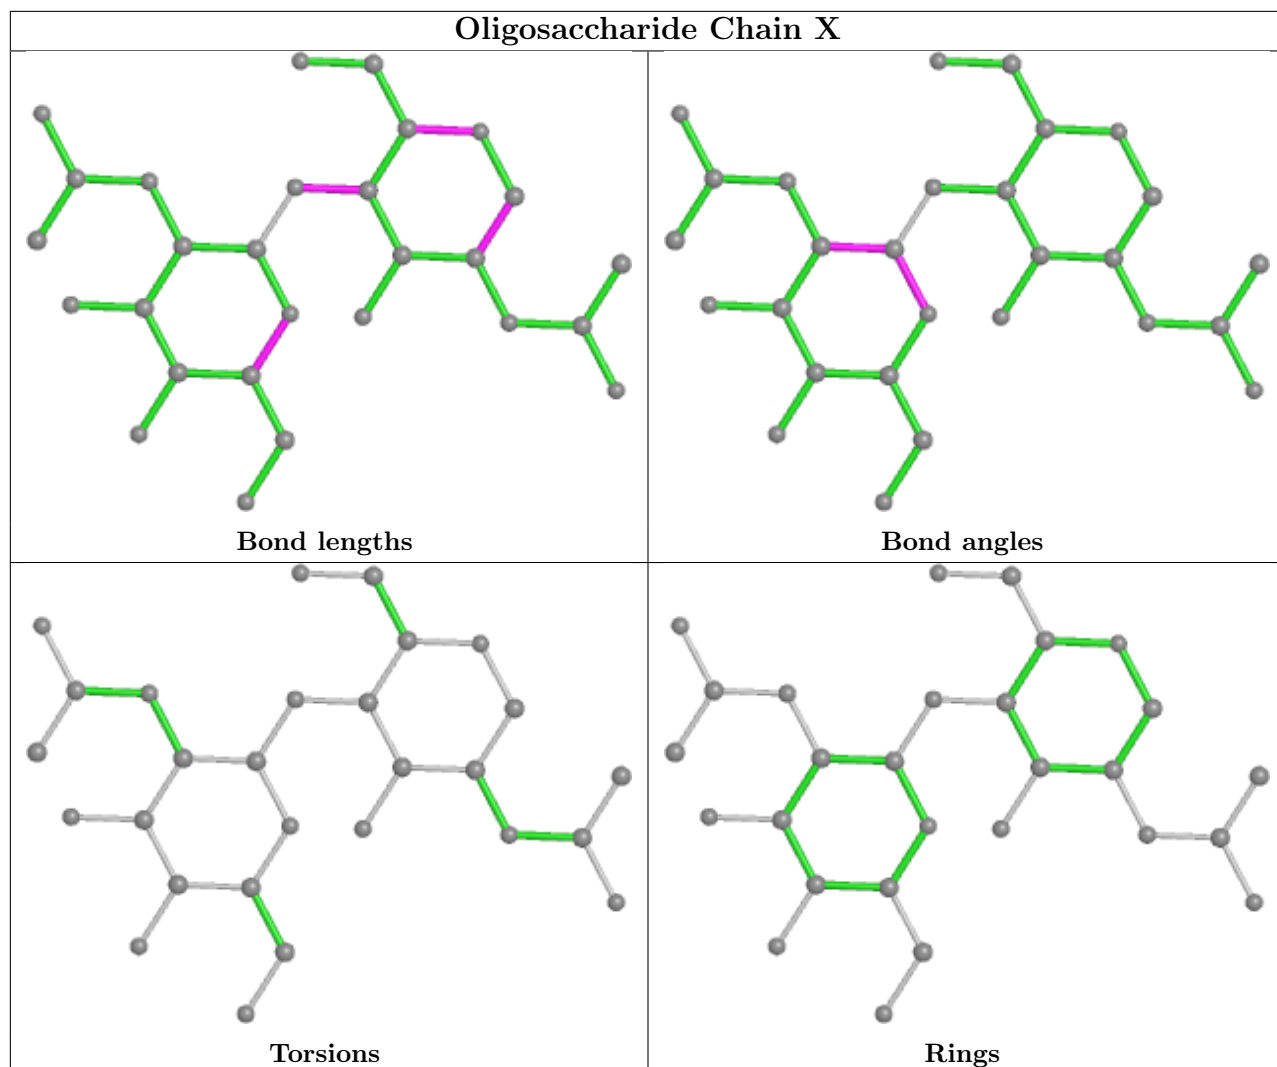 Oligosaccharide Chain X
Bond lengths
Bond angles
Torsions
Rings